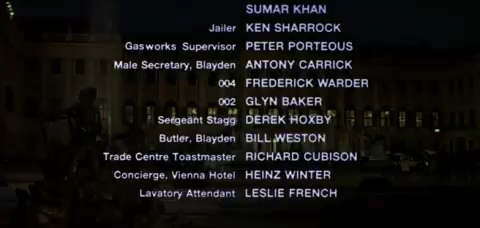 SUMAR KHAN
Jailer KEN SHARROCK
Gasworks Supervisor PETER PORTEOUS
Male Secretary, Blayden ANTONY CARRICK
004 FREDERICK WARDER
002 GLYN BAKER
Sergeant Stagg DEREK HOXBY
Butler, Blayden BILL WESTON
Trade Centre Toastmaster RICHARD CUBISON
Concierge, Vienna Hotel HEINZ WINTER
Lavatory Attendant LESLIE FRENCH